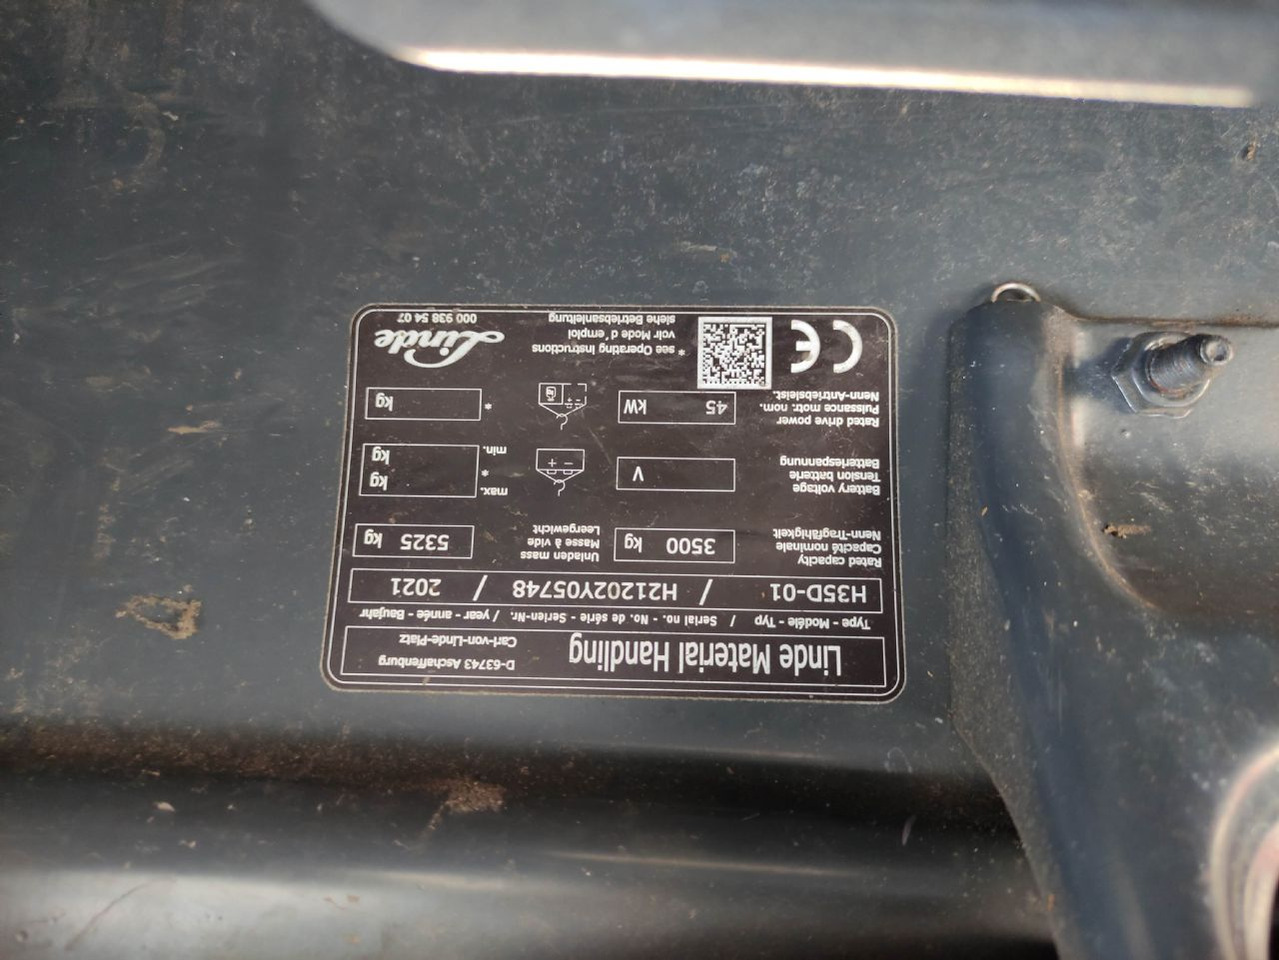 Linde Material Handling
D-63743 Aschaffenburg
Carl-von-Linde-Platz
Type - Modéle - Typ / Serial no. - No. de série - Serien-Nr. / year - année - Baujahr
H35D-01 / H21202Y05748 / 2021
Rated capacity
Capacité nominale
Nenn-Tragfähigkeit
3500 kg
Unladen mass
Masse à vide
Leergewicht
5325 kg
Battery voltage
Tension batterie
Batteriespannung
V
- +
max. kg
*
min. kg
Rated drive power
Puissance motr. nom.
Nenn-Antriebsleist.
45 kW
- +
* kg
CE
* see Operating Instructions
voir Mode d'emploi
siehe Betriebsanleitung
Linde
000 938 54 07